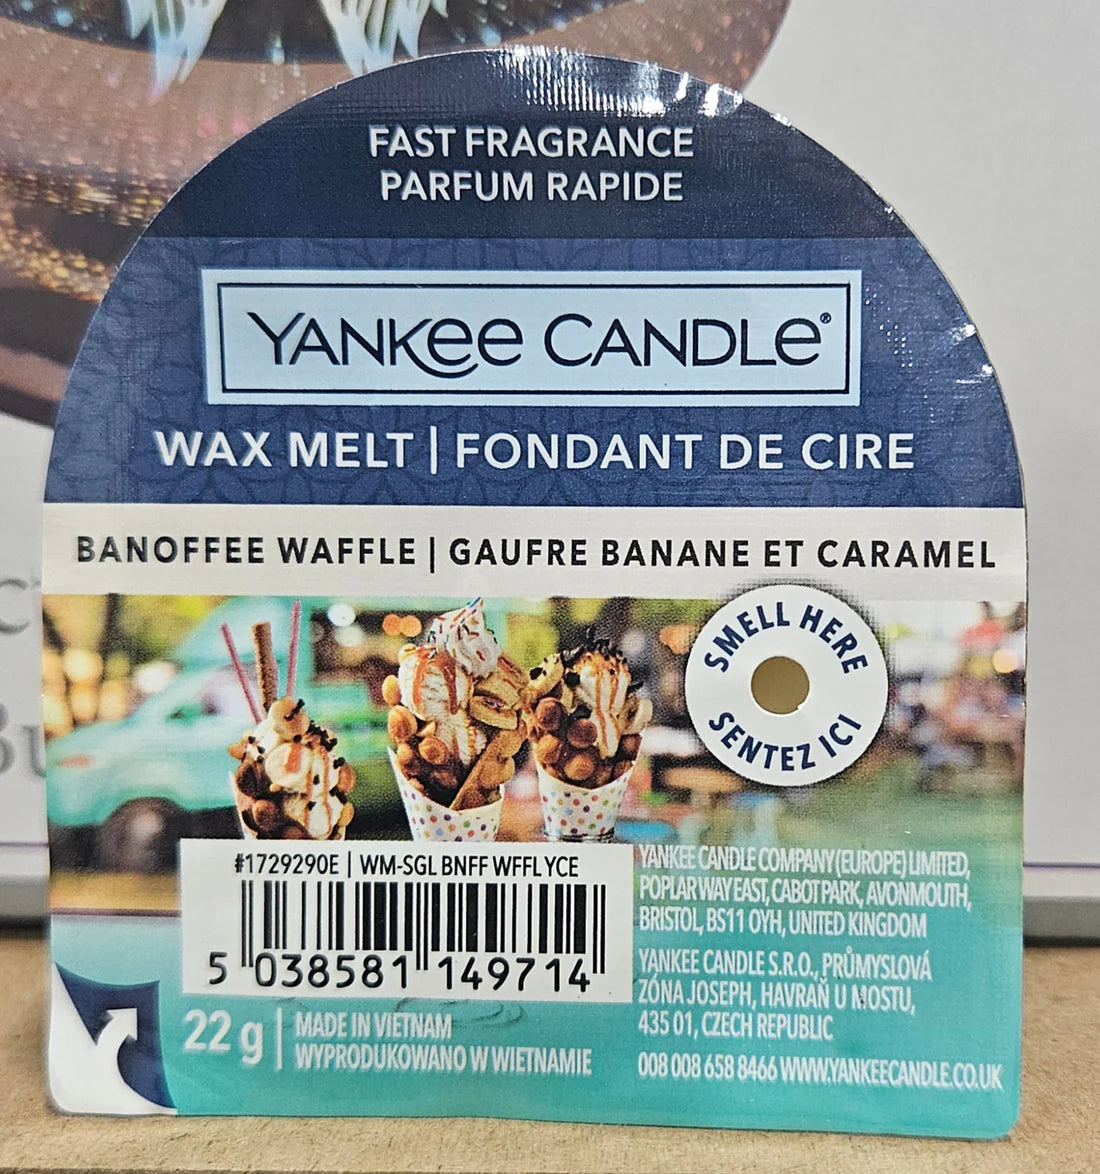 FAST FRAGRANCE
PARFUM RAPIDE
YANKEE CANDLE®
WAX MELT | FONDANT DE CIRE
BANOFFEE WAFFLE | GAUFRE BANANE ET CARAMEL
SMELL HERE
SENTEZ ICI
#1729290E | WM-SGL BNFF WFFL YCE
5 038581 149714
22 g | MADE IN VIETNAM
WYPRODUKOWANO W WIETNAMIE
YANKEE CANDLE COMPANY (EUROPE) LIMITED,
POPLAR WAY EAST, CABOT PARK, AVONMOUTH,
BRISTOL, BS11 0YH, UNITED KINGDOM
YANKEE CANDLE S.R.O., PRŮMYSLOVÁ
ZÓNA JOSEPH, HAVRAŇ U MOSTU,
435 01, CZECH REPUBLIC
008 008 658 8466 WWW.YANKEECANDLE.CO.UK